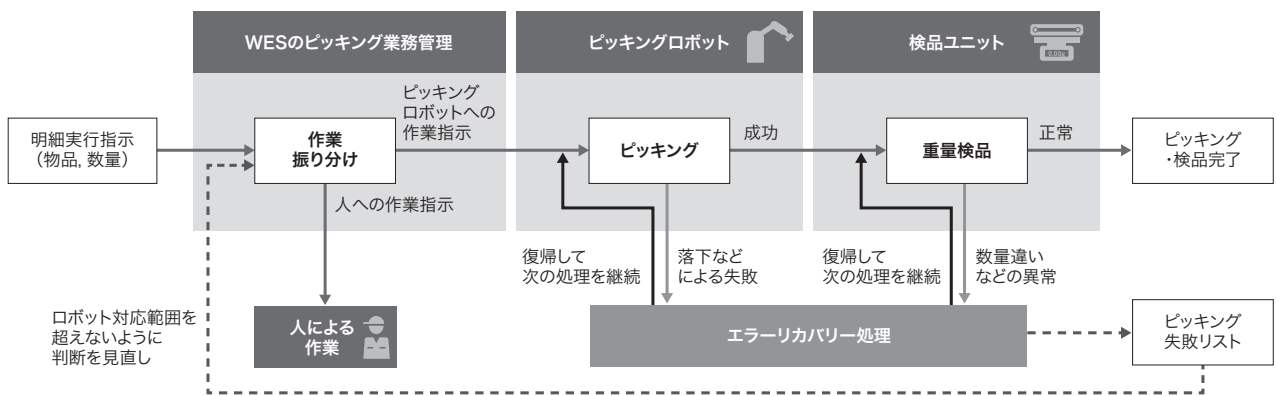 WESのピッキング業務管理
ピッキングロボット
検品ユニット
0.00g
明細実行指示
(物品, 数量)
作業
振り分け
ピッキング
ロボットへの
作業指示
ピッキング
成功
重量検品
正常
ピッキング
・検品完了
人への作業指示
復帰して
次の処理を継続
落下など
による失敗
復帰して
次の処理を継続
数量違い
などの異常
ロボット対応範囲を
超えないように
判断を見直し
人による
作業
エラーリカバリー処理
ピッキング
失敗リスト